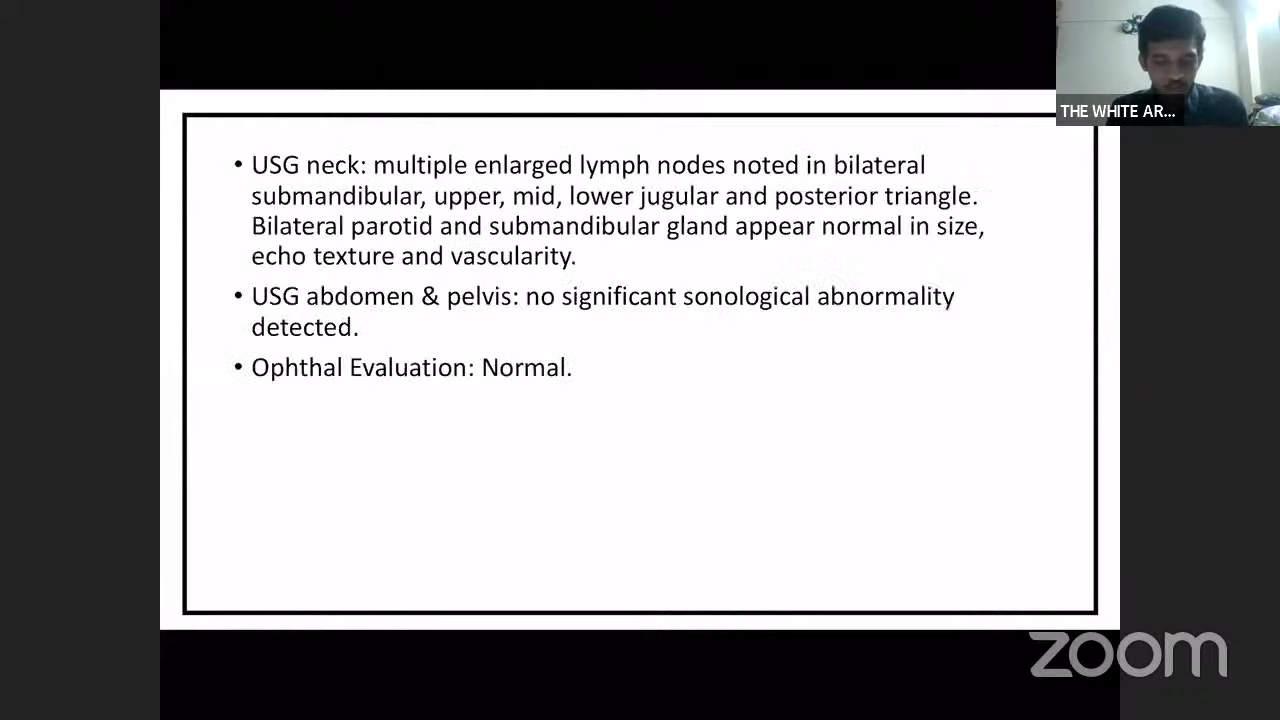 THE WHITE AR...
• USG neck: multiple enlarged lymph nodes noted in bilateral
submandibular, upper, mid, lower jugular and posterior triangle.
Bilateral parotid and submandibular gland appear normal in size,
echo texture and vascularity.
• USG abdomen & pelvis: no significant sonological abnormality
detected.
• Ophthal Evaluation: Normal.
zoom